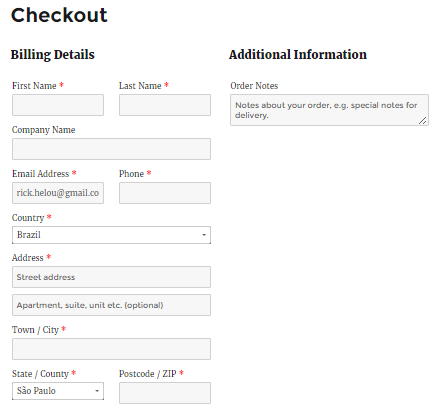 Checkout
Billing Details
Additional Information
First Name *
Last Name *
Order Notes
Notes about your order, e.g. special notes for
delivery.
Company Name
Email Address *
Phone *
rick.helou@gmail.co
Country *
Brazil
Address *
Street address
Apartment, suite, unit etc. (optional)
Town / City *
State / County *
Postcode / ZIP *
São Paulo